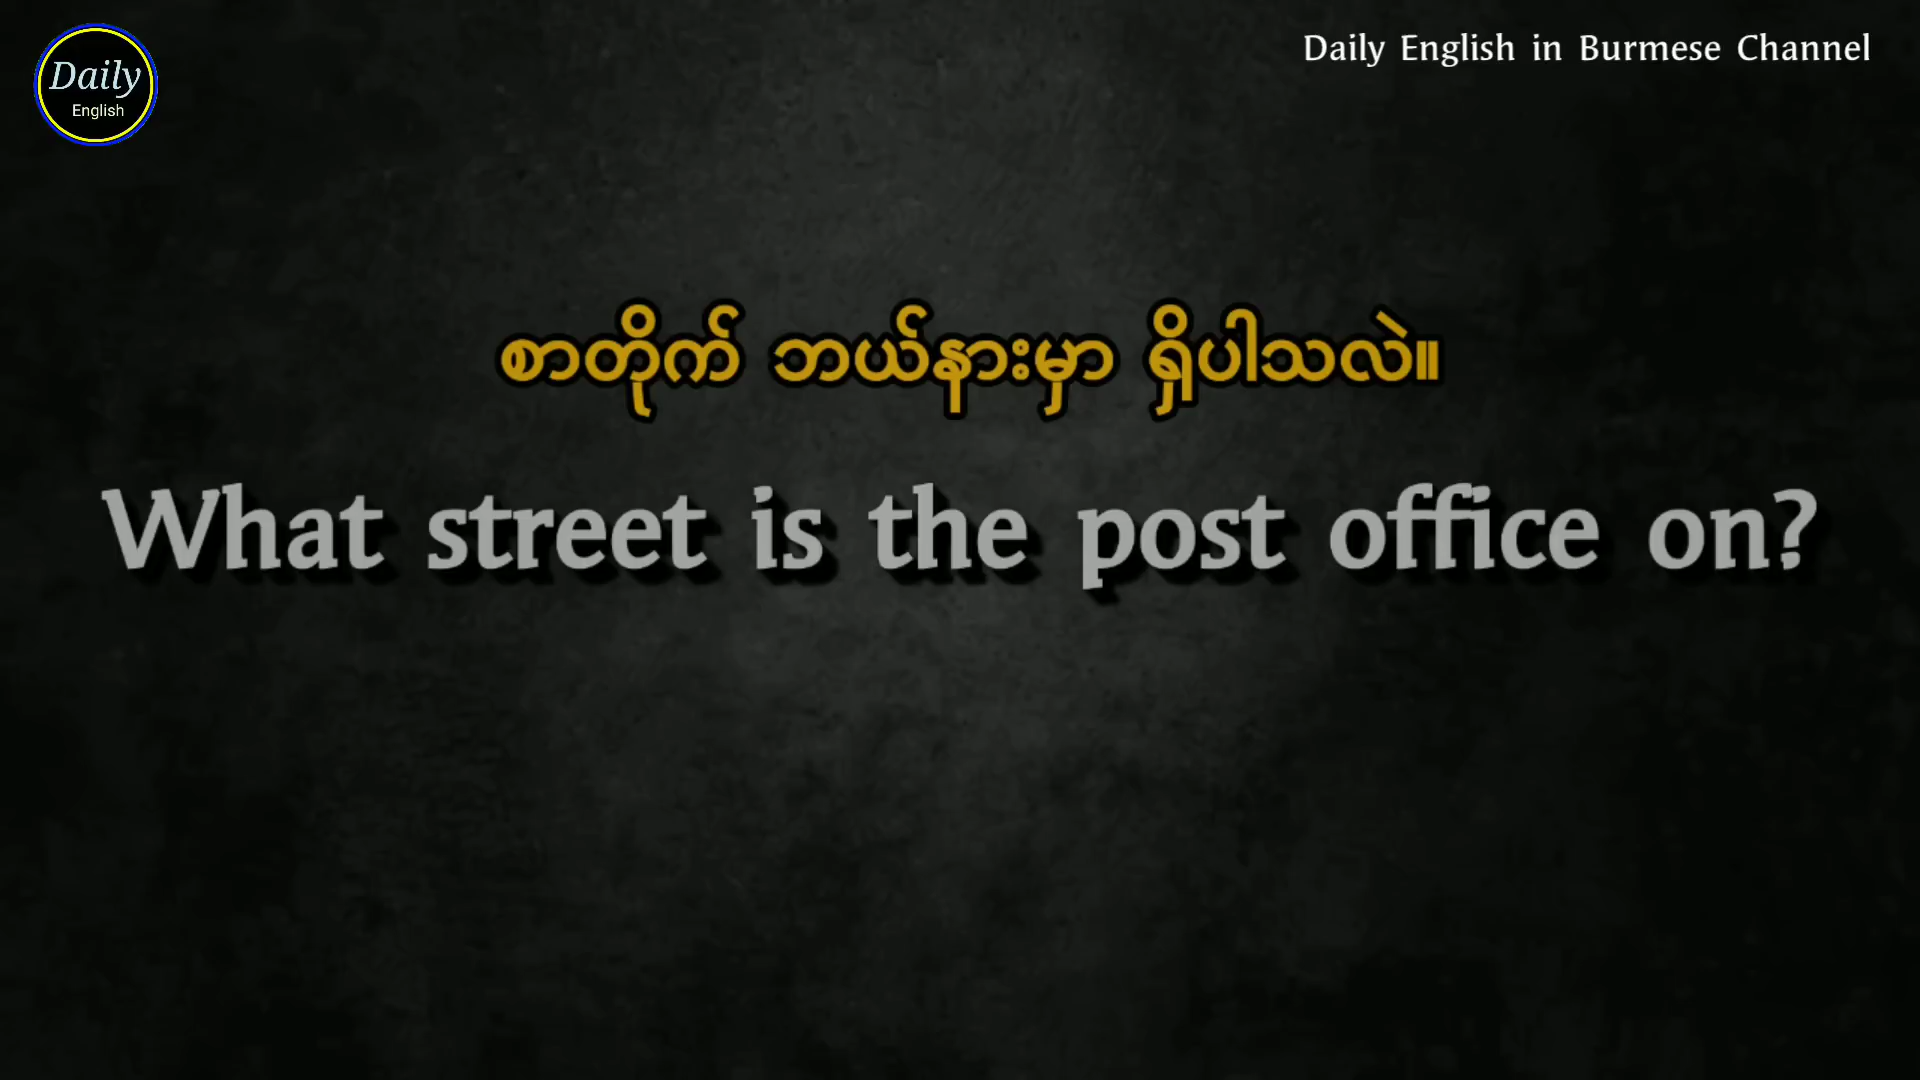 Daily
English
Daily English in Burmese Channel
စာတိုက် ဘယ်နားမှာ ရှိပါသလဲ။
What street is the post office on?